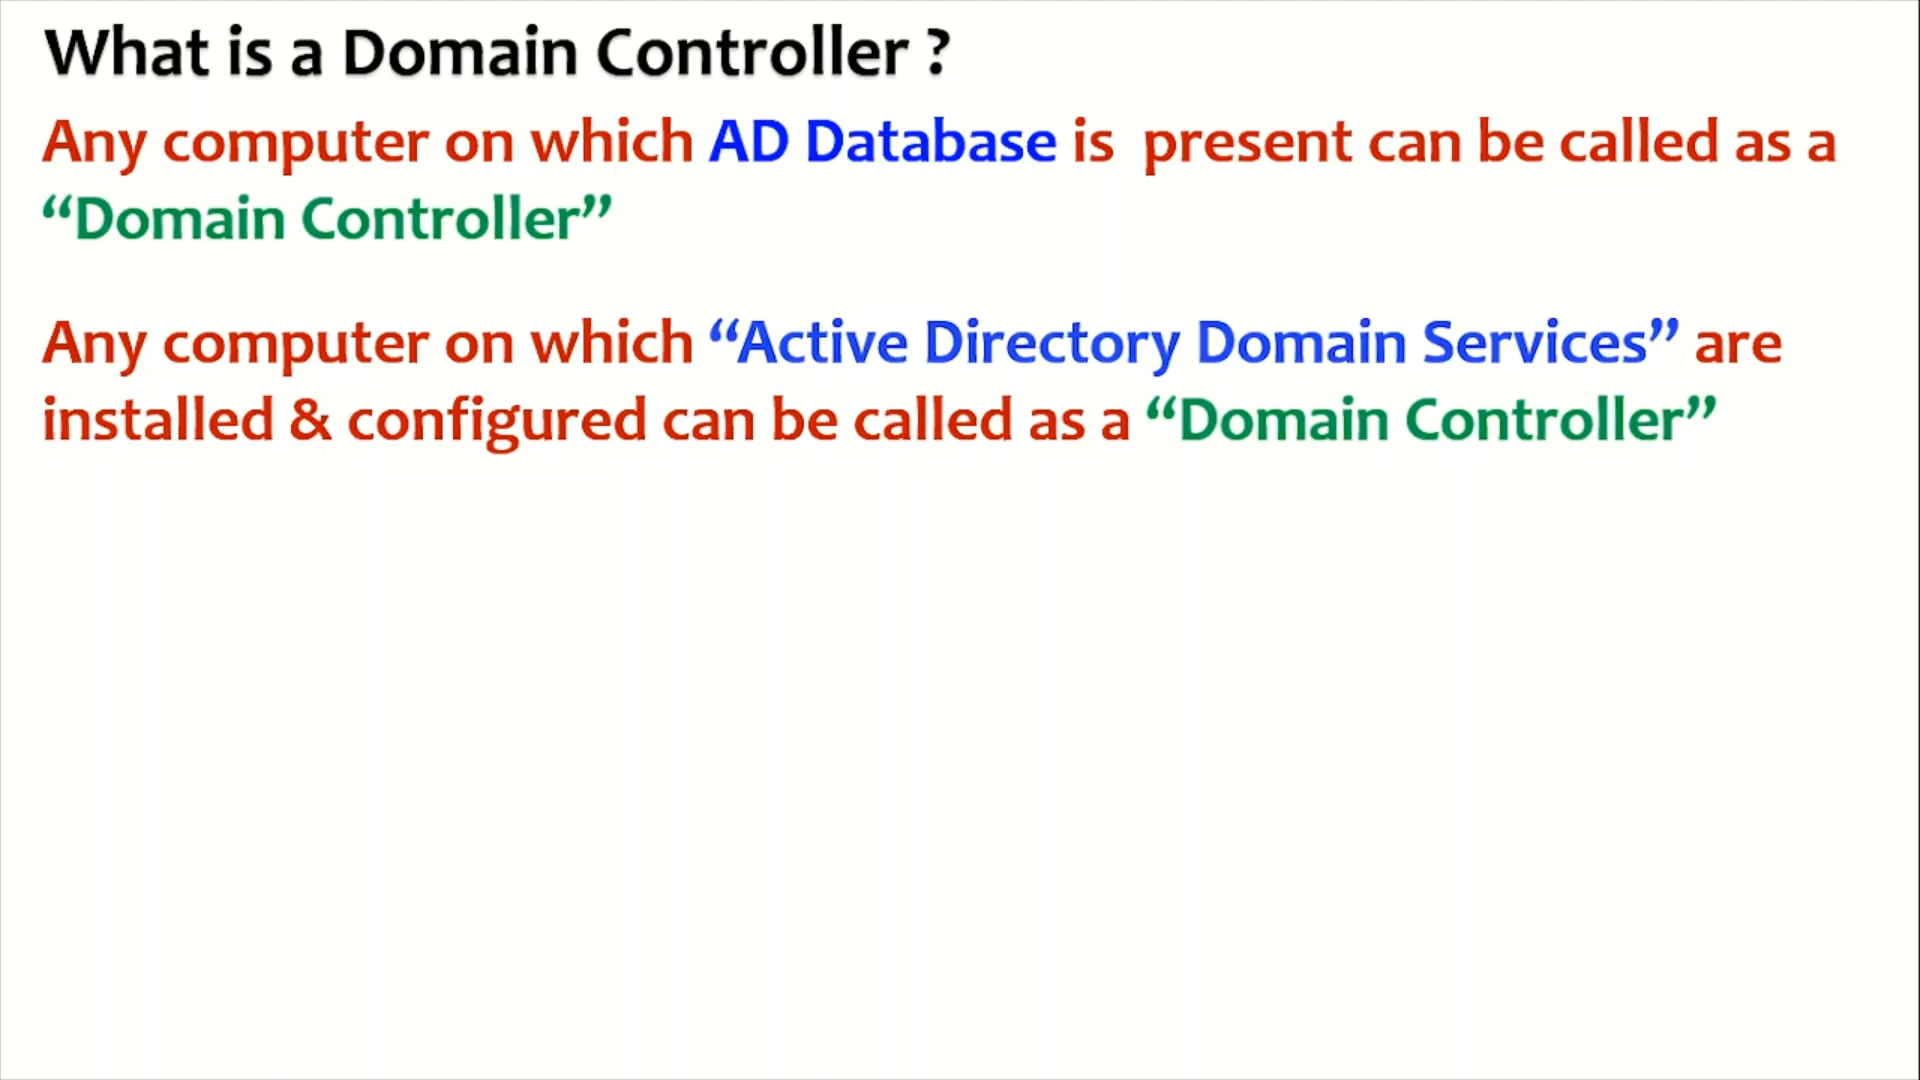 What is a Domain Controller ?
Any computer on which AD Database is  present can be called as a
“Domain Controller”
Any computer on which “Active Directory Domain Services” are
installed & configured can be called as a “Domain Controller”